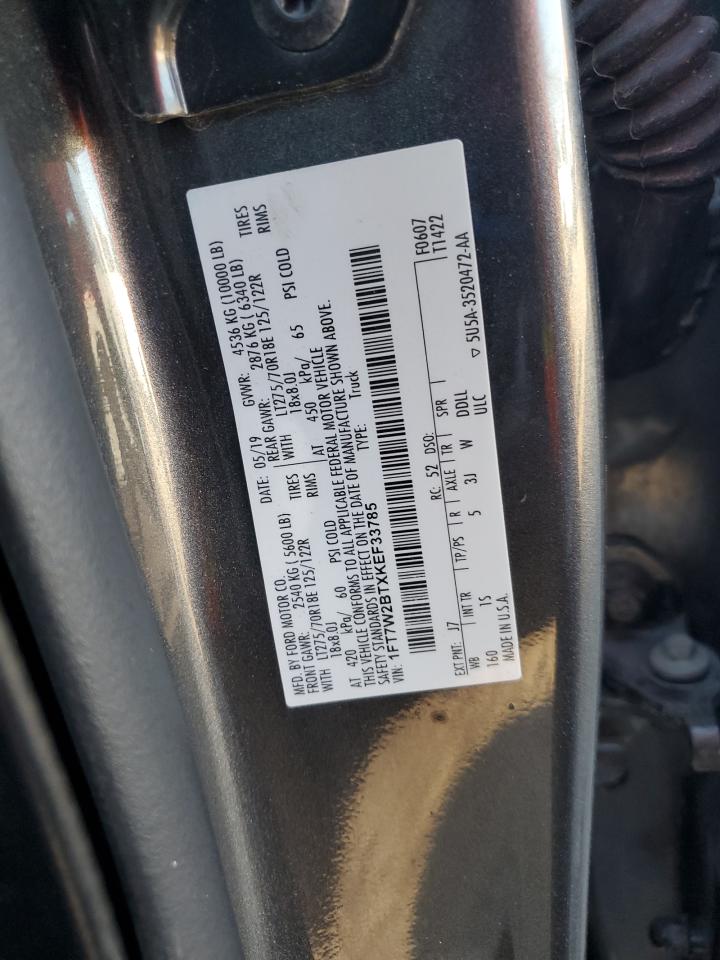 MFD. BY FORD MOTOR CO.
DATE: 05/19 GVWR: 4536 KG (10000 LB)
FRONT GAWR: 2540 KG ( 5600 LB) REAR GAWR: 2876 KG ( 6340 LB)
WITH LT275/70R18E 125/122R TIRES WITH LT275/70R18E 125/122R TIRES
18x8.0J RIMS 18x8.0J RIMS
AT 420 kPa/ 60 PSI COLD AT 450 kPa/ 65 PSI COLD
THIS VEHICLE CONFORMS TO ALL APPLICABLE FEDERAL MOTOR VEHICLE
SAFETY STANDARDS IN EFFECT ON THE DATE OF MANUFACTURE SHOWN ABOVE.
VIN: 1FT7W2BTXKEF33785 TYPE: Truck
F0607
T1422
EXT PNT: J7 RC: 52 DSO:
WB INT TR TP/PS R AXLE TR SPR
160 1S 5 3J W DDLL
ULC
MADE IN U.S.A. ▽ 5U5A-3520472-AA